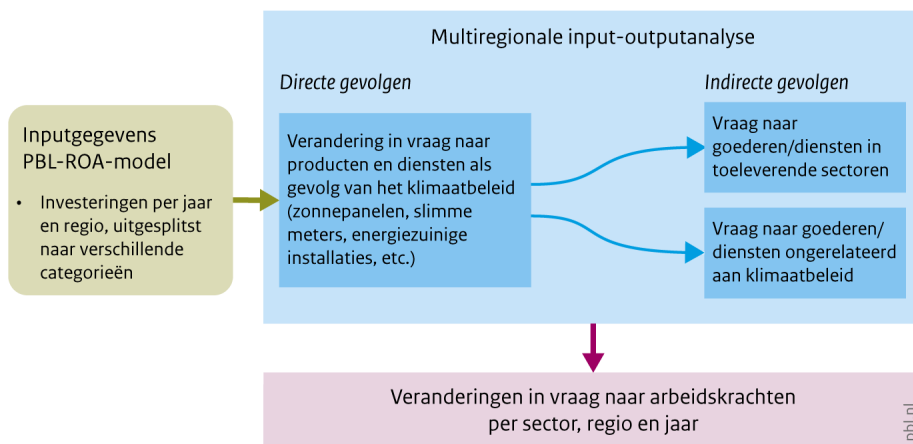 Multiregionale input-outputanalyse
Directe gevolgen
Indirecte gevolgen
Inputgegevens
PBL-ROA-model
• Investeringen per jaar
en regio, uitgesplitst
naar verschillende
categorieën
Verandering in vraag naar
producten en diensten als
gevolg van het klimaatbeleid
(zonnepanelen, slimme
meters, energiezuinige
installaties, etc.)
Vraag naar
goederen/diensten in
toeleverende sectoren
Vraag naar goederen/
diensten ongerelateerd
aan klimaatbeleid
Veranderingen in vraag naar arbeidskrachten
per sector, regio en jaar
pbl.nl